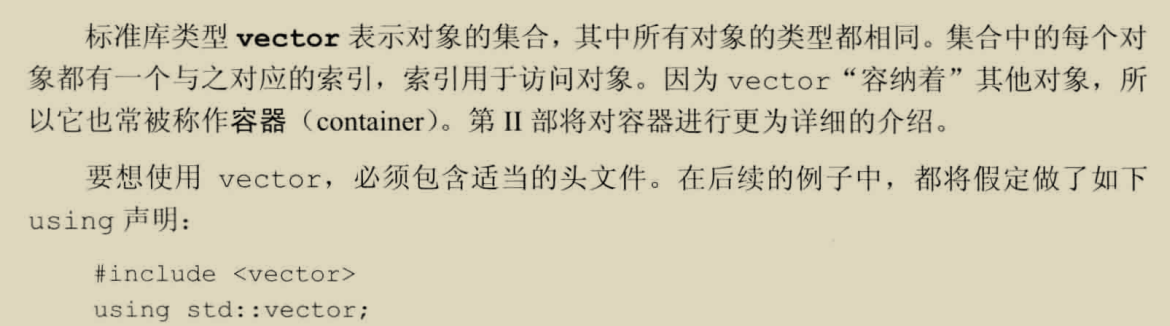 标准库类型 vector 表示对象的集合，其中所有对象的类型都相同。集合中的每个对
象都有一个与之对应的索引，索引用于访问对象。因为 vector“容纳着”其他对象，所
以它也常被称作容器（container）。第 II 部将对容器进行更为详细的介绍。
要想使用 vector，必须包含适当的头文件。在后续的例子中，都将假定做了如下
using 声明：
#include <vector>
using std::vector;